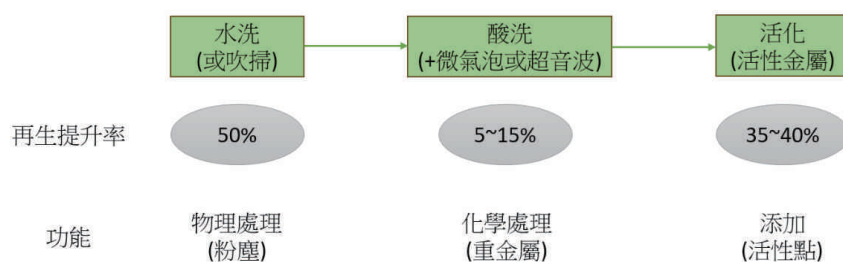 水洗
(或吹掃)
酸洗
(+微氣泡或超音波)
活化
(活性金屬)
再生提升率
50%
5~15%
35~40%
功能
物理處理
(粉塵)
化學處理
(重金屬)
添加
(活性點)